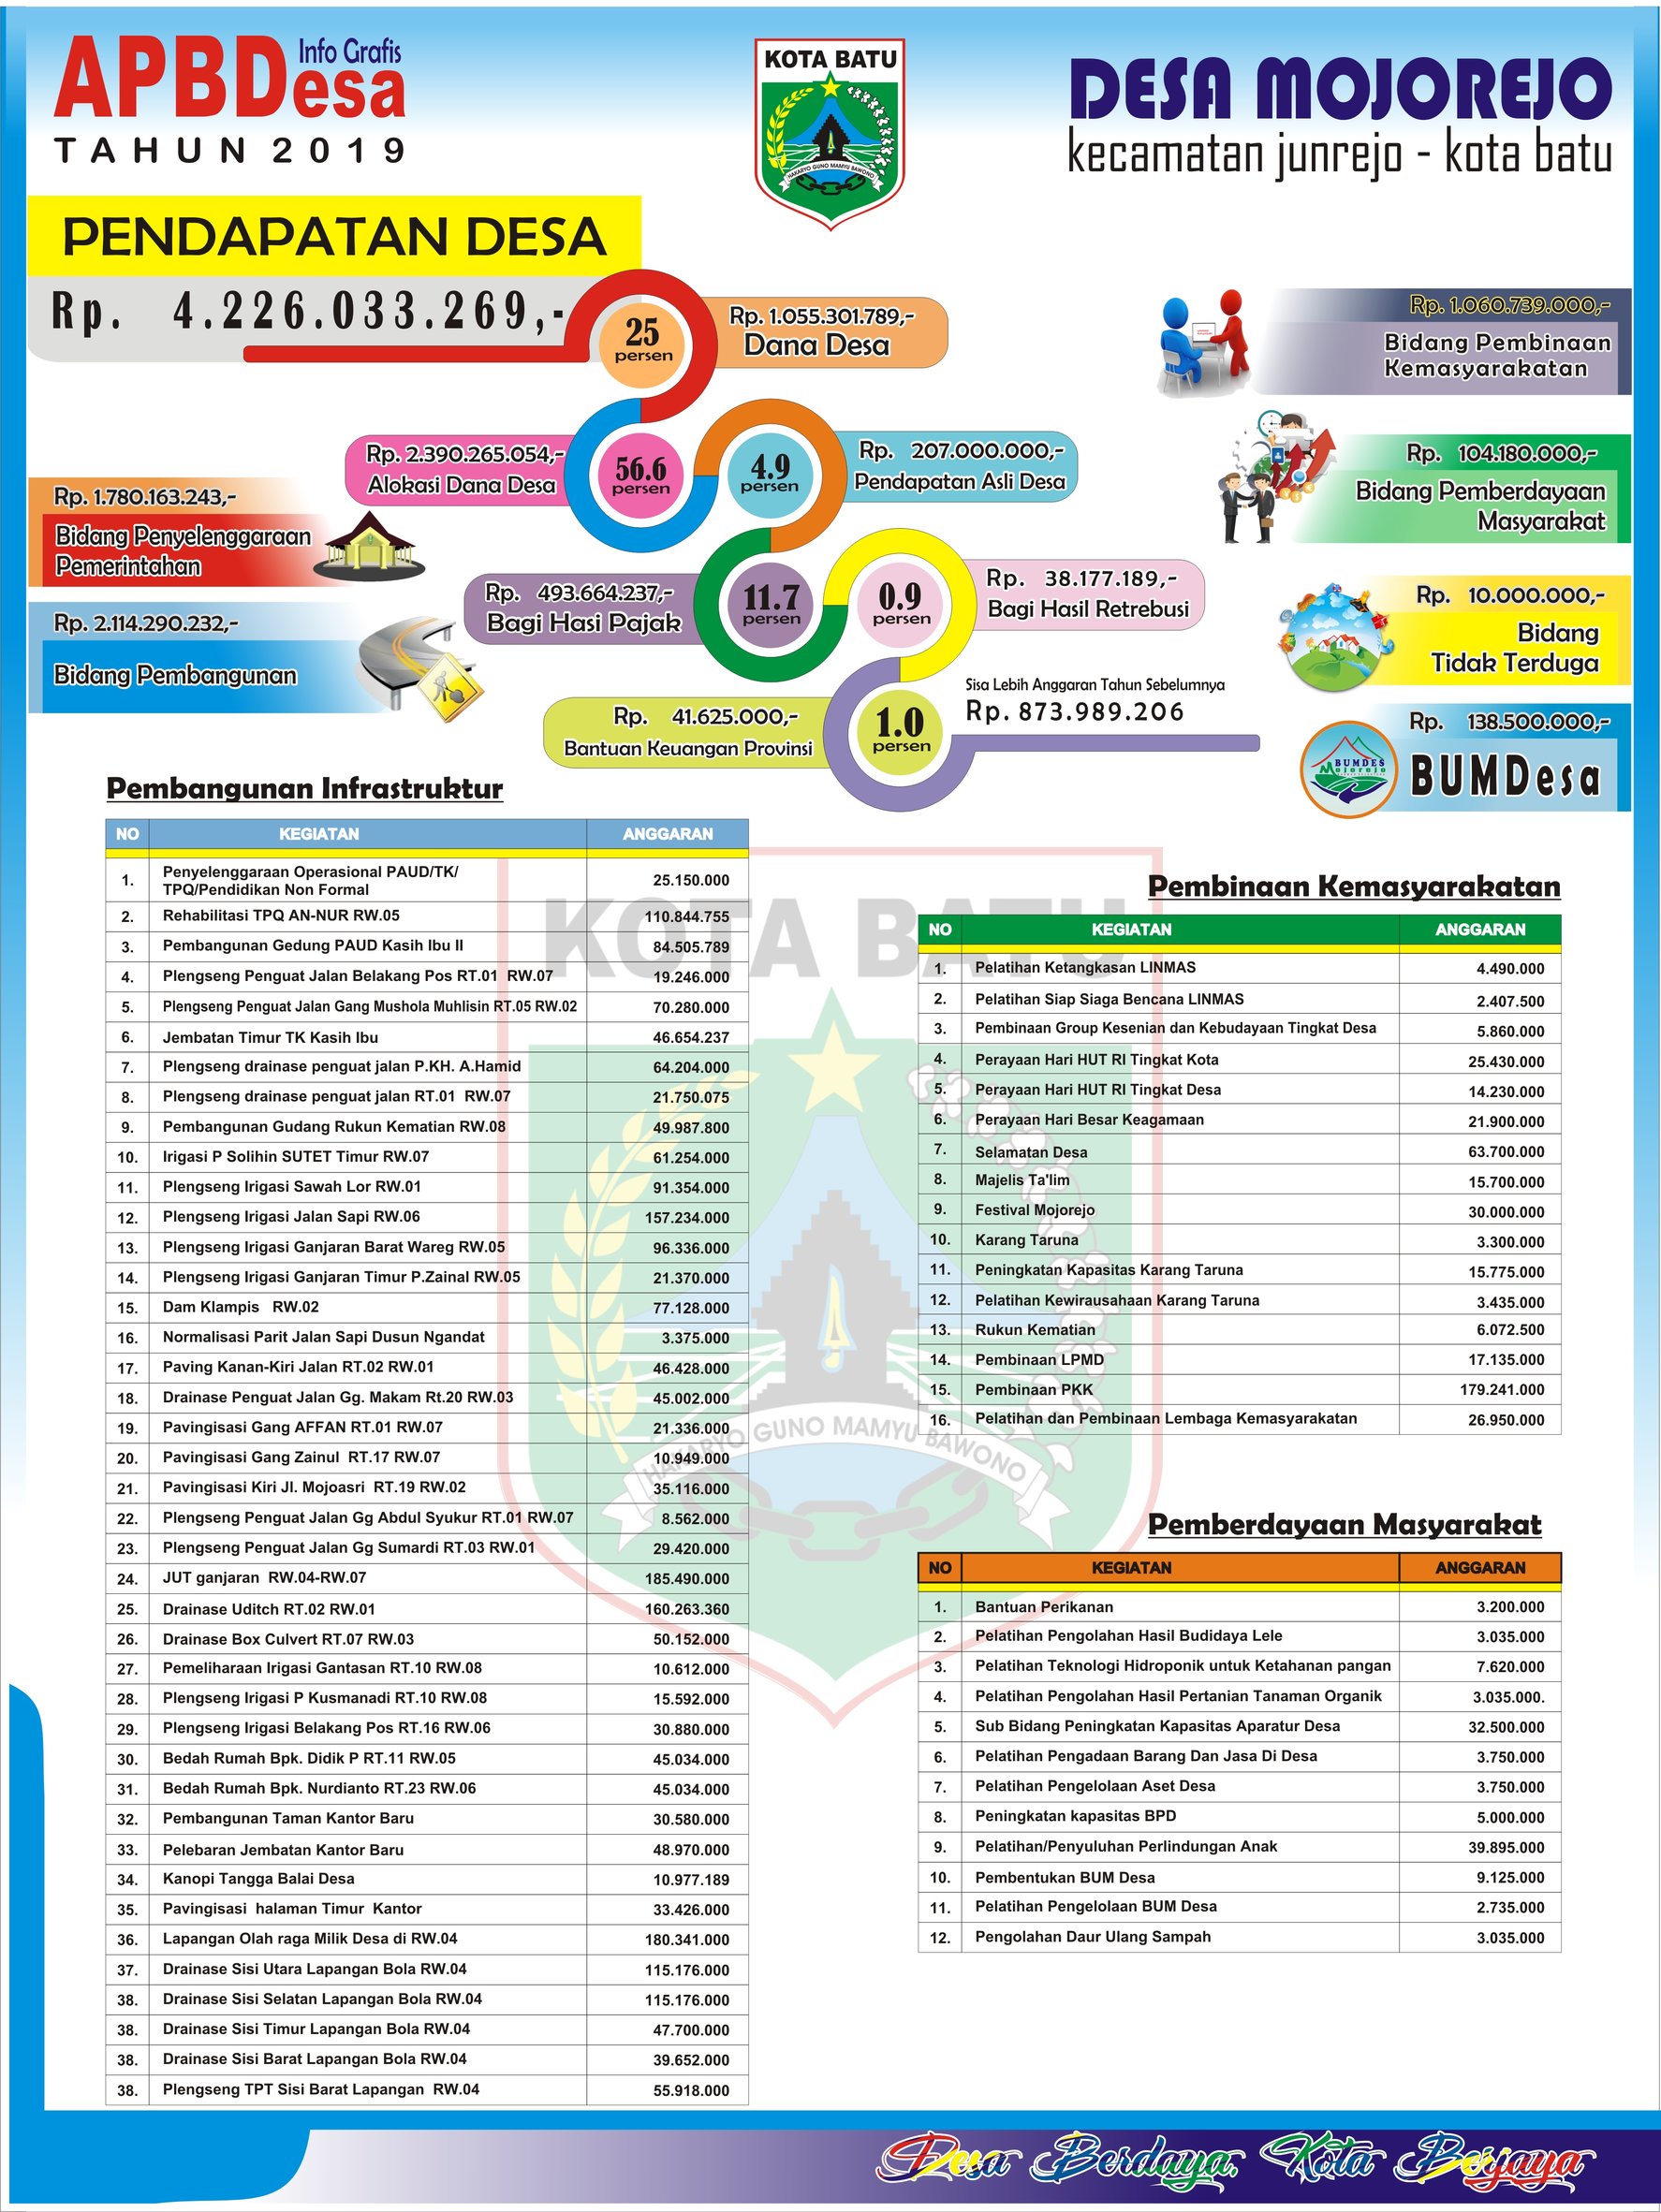 APBDesa
Info Grafis
TAHUN 2019
KOTA BATU
HAKARYO GUNO MAMYU BAWONO
DESA MOJOREJO
kecamatan junrejo - kota batu
PENDAPATAN DESA
Rp. 4.226.033.269,-
25
persen
Rp. 1.055.301.789,-
Dana Desa
Rp. 2.390.265.054,-
Alokasi Dana Desa
56.6
persen
4.9
persen
Rp. 207.000.000,-
Pendapatan Asli Desa
Rp. 493.664.237,-
Bagi Hasi Pajak
11.7
persen
0.9
persen
Rp. 38.177.189,-
Bagi Hasil Retrebusi
Rp. 41.625.000,-
Bantuan Keuangan Provinsi
1.0
persen
Sisa Lebih Anggaran Tahun Sebelumnya
Rp. 873.989.206
Rp. 1.780.163.243,-
Bidang Penyelenggaraan
Pemerintahan
Rp. 2.114.290.232,-
Bidang Pembangunan
Rp. 1.060.739.000,-
Bidang Pembinaan
Kemasyarakatan
Rp. 104.180.000,-
Bidang Pemberdayaan
Masyarakat
Rp. 10.000.000,-
Bidang
Tidak Terduga
Rp. 138.500.000,-
BUMDesa
BUMDES
Mojorejo
Pembangunan Infrastruktur
NO KEGIATAN ANGGARAN
1. Penyelenggaraan Operasional PAUD/TK/
TPQ/Pendidikan Non Formal 25.150.000
2. Rehabilitasi TPQ AN-NUR RW.05 110.844.755
3. Pembangunan Gedung PAUD Kasih Ibu II 84.505.789
4. Plengseng Penguat Jalan Belakang Pos RT.01 RW.07 19.246.000
5. Plengseng Penguat Jalan Gang Mushola Muhlisin RT.05 RW.02 70.280.000
6. Jembatan Timur TK Kasih Ibu 46.654.237
7. Plengseng drainase penguat jalan P.KH. A.Hamid 64.204.000
8. Plengseng drainase penguat jalan RT.01 RW.07 21.750.075
9. Pembangunan Gudang Rukun Kematian RW.08 49.987.800
10. Irigasi P Solihin SUTET Timur RW.07 61.254.000
11. Plengseng Irigasi Sawah Lor RW.01 91.354.000
12. Plengseng Irigasi Jalan Sapi RW.06 157.234.000
13. Plengseng Irigasi Ganjaran Barat Wareg RW.05 96.336.000
14. Plengseng Irigasi Ganjaran Timur P.Zainal RW.05 21.370.000
15. Dam Klampis RW.02 77.128.000
16. Normalisasi Parit Jalan Sapi Dusun Ngandat 3.375.000
17. Paving Kanan-Kiri Jalan RT.02 RW.01 46.428.000
18. Drainase Penguat Jalan Gg. Makam Rt.20 RW.03 45.002.000
19. Pavingisasi Gang AFFAN RT.01 RW.07 21.336.000
20. Pavingisasi Gang Zainul RT.17 RW.07 10.949.000
21. Pavingisasi Kiri Jl. Mojoasri RT.19 RW.02 35.116.000
22. Plengseng Penguat Jalan Gg Abdul Syukur RT.01 RW.07 8.562.000
23. Plengseng Penguat Jalan Gg Sumardi RT.03 RW.01 29.420.000
24. JUT ganjaran RW.04-RW.07 185.490.000
25. Drainase Uditch RT.02 RW.01 160.263.360
26. Drainase Box Culvert RT.07 RW.03 50.152.000
27. Pemeliharaan Irigasi Gantasan RT.10 RW.08 10.612.000
28. Plengseng Irigasi P Kusmanadi RT.10 RW.08 15.592.000
29. Plengseng Irigasi Belakang Pos RT.16 RW.06 30.880.000
30. Bedah Rumah Bpk. Didik P RT.11 RW.05 45.034.000
31. Bedah Rumah Bpk. Nurdianto RT.23 RW.06 45.034.000
32. Pembangunan Taman Kantor Baru 30.580.000
33. Pelebaran Jembatan Kantor Baru 48.970.000
34. Kanopi Tangga Balai Desa 10.977.189
35. Pavingisasi halaman Timur Kantor 33.426.000
36. Lapangan Olah raga Milik Desa di RW.04 180.341.000
37. Drainase Sisi Utara Lapangan Bola RW.04 115.176.000
38. Drainase Sisi Selatan Lapangan Bola RW.04 115.176.000
38. Drainase Sisi Timur Lapangan Bola RW.04 47.700.000
38. Drainase Sisi Barat Lapangan Bola RW.04 39.652.000
38. Plengseng TPT Sisi Barat Lapangan RW.04 55.918.000
KOTA BATU
HAKARYO GUNO MAMYU BAWONO
Pembinaan Kemasyarakatan
NO KEGIATAN ANGGARAN
1. Pelatihan Ketangkasan LINMAS 4.490.000
2. Pelatihan Siap Siaga Bencana LINMAS 2.407.500
3. Pembinaan Group Kesenian dan Kebudayaan Tingkat Desa 5.860.000
4. Perayaan Hari HUT RI Tingkat Kota 25.430.000
5. Perayaan Hari HUT RI Tingkat Desa 14.230.000
6. Perayaan Hari Besar Keagamaan 21.900.000
7. Selamatan Desa 63.700.000
8. Majelis Ta'lim 15.700.000
9. Festival Mojorejo 30.000.000
10. Karang Taruna 3.300.000
11. Peningkatan Kapasitas Karang Taruna 15.775.000
12. Pelatihan Kewirausahaan Karang Taruna 3.435.000
13. Rukun Kematian 6.072.500
14. Pembinaan LPMD 17.135.000
15. Pembinaan PKK 179.241.000
16. Pelatihan dan Pembinaan Lembaga Kemasyarakatan 26.950.000
Pemberdayaan Masyarakat
NO KEGIATAN ANGGARAN
1. Bantuan Perikanan 3.200.000
2. Pelatihan Pengolahan Hasil Budidaya Lele 3.035.000
3. Pelatihan Teknologi Hidroponik untuk Ketahanan pangan 7.620.000
4. Pelatihan Pengolahan Hasil Pertanian Tanaman Organik 3.035.000.
5. Sub Bidang Peningkatan Kapasitas Aparatur Desa 32.500.000
6. Pelatihan Pengadaan Barang Dan Jasa Di Desa 3.750.000
7. Pelatihan Pengelolaan Aset Desa 3.750.000
8. Peningkatan kapasitas BPD 5.000.000
9. Pelatihan/Penyuluhan Perlindungan Anak 39.895.000
10. Pembentukan BUM Desa 9.125.000
11. Pelatihan Pengelolaan BUM Desa 2.735.000
12. Pengolahan Daur Ulang Sampah 3.035.000
Desa Berdaya, Kota Berjaya